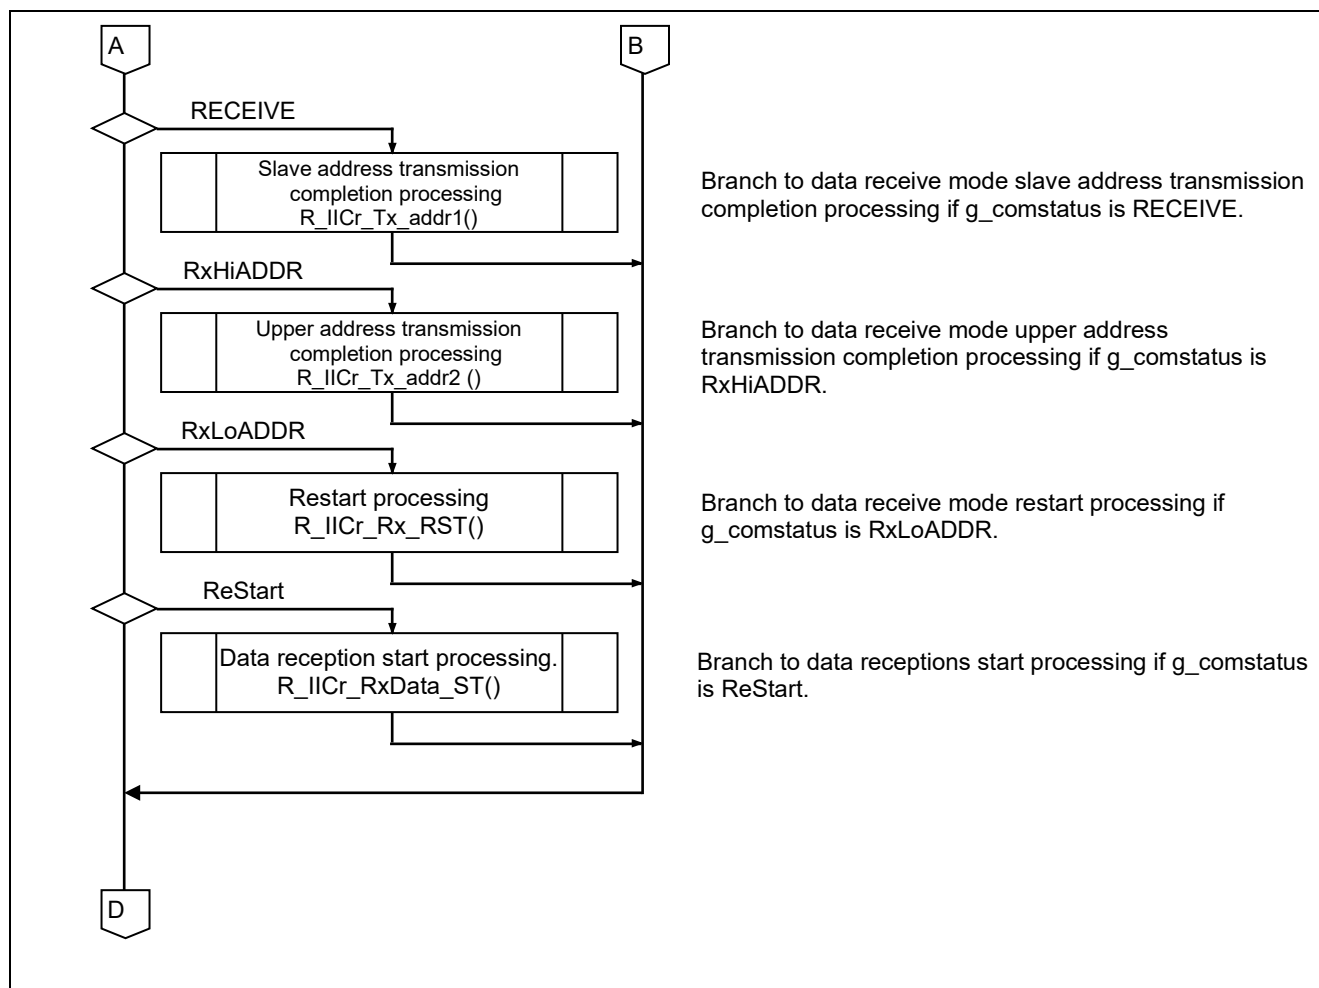 A
B
RECEIVE
Slave address transmission
completion processing
R_IICr_Tx_addr1()
Branch to data receive mode slave address transmission
completion processing if g_comstatus is RECEIVE.
RxHiADDR
Upper address transmission
completion processing
R_IICr_Tx_addr2 ()
Branch to data receive mode upper address
transmission completion processing if g_comstatus is
RxHiADDR.
RxLoADDR
Restart processing
R_IICr_Rx_RST()
Branch to data receive mode restart processing if
g_comstatus is RxLoADDR.
ReStart
Data reception start processing.
R_IICr_RxData_ST()
Branch to data receptions start processing if g_comstatus
is ReStart.
D